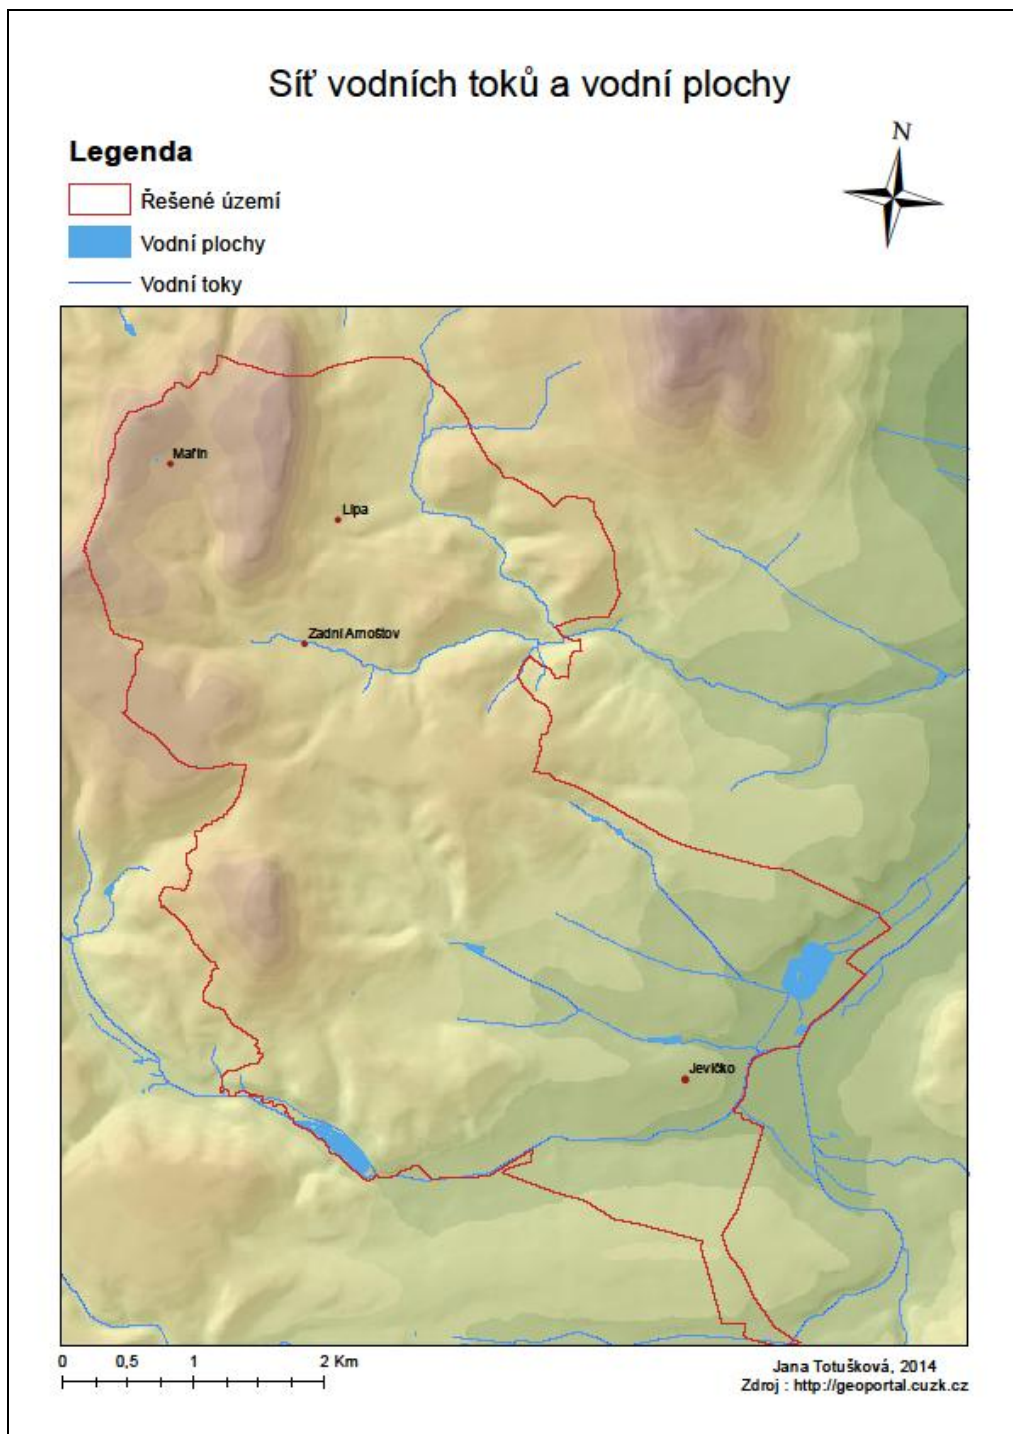 Síť vodních toků a vodní plochy
N
Legenda
Řešené území
Vodní plochy
Vodní toky
Mařín
Lipa
Zadní Arnoštov
Jevíčko
0 0,5 1 2 Km
Jana Totušková, 2014
Zdroj : http://geoportal.cuzk.cz